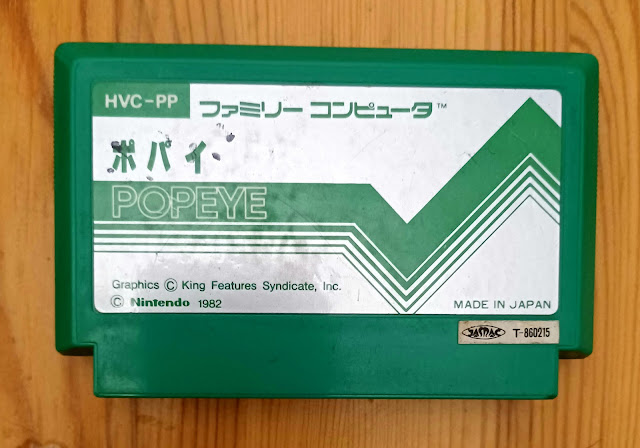 HVC-PP
ファミリー コンピュータ™
ポパイ
POPEYE
Graphics © King Features Syndicate, Inc.
© Nintendo 1982
MADE IN JAPAN
JASRAC T-860215